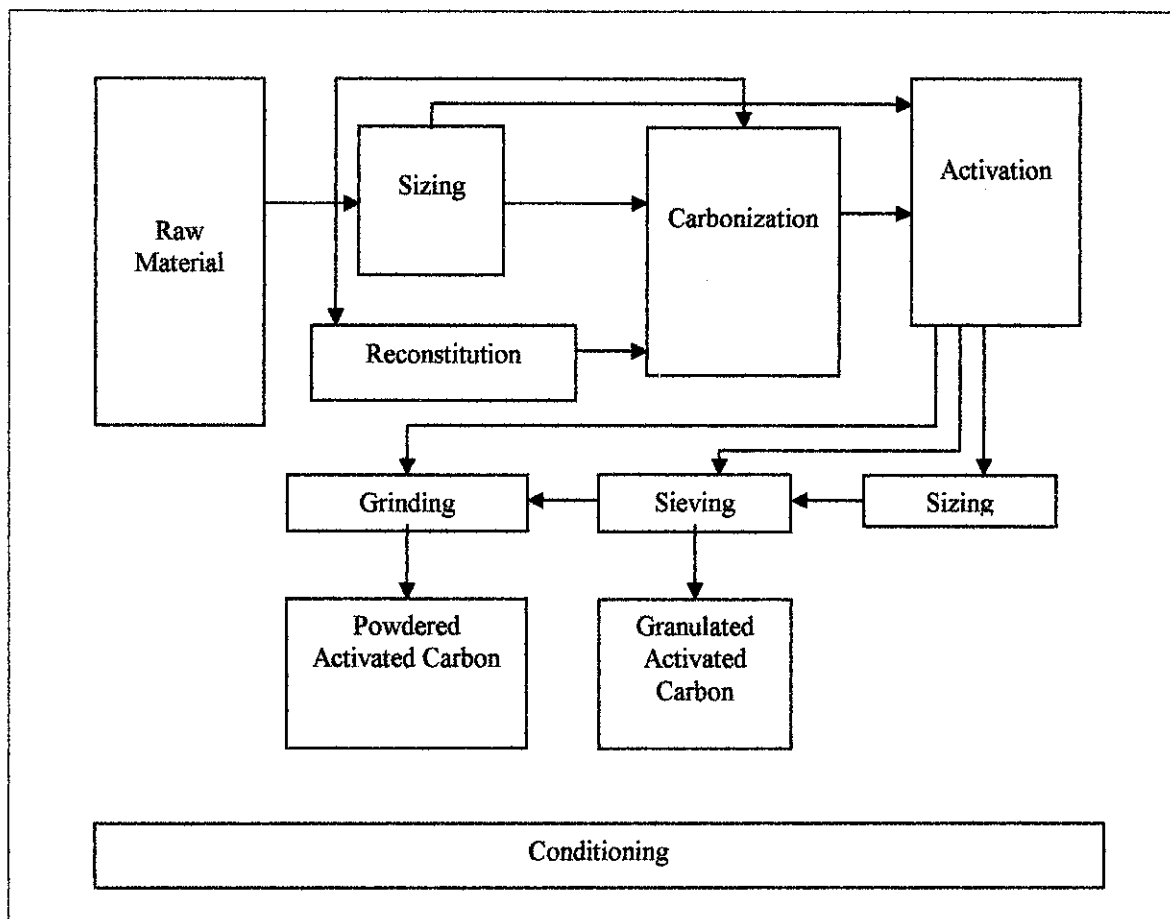 Raw
Material
Sizing
Carbonization
Activation
Reconstitution
Grinding
Sieving
Sizing
Powdered
Activated Carbon
Granulated
Activated
Carbon
Conditioning